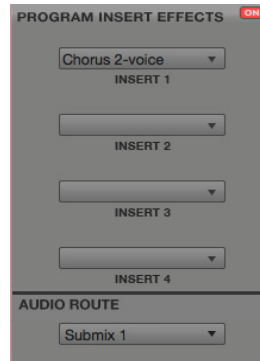 PROGRAM INSERT EFFECTS ON
Chorus 2-voice
INSERT 1
INSERT 2
INSERT 3
INSERT 4
AUDIO ROUTE
Submix 1